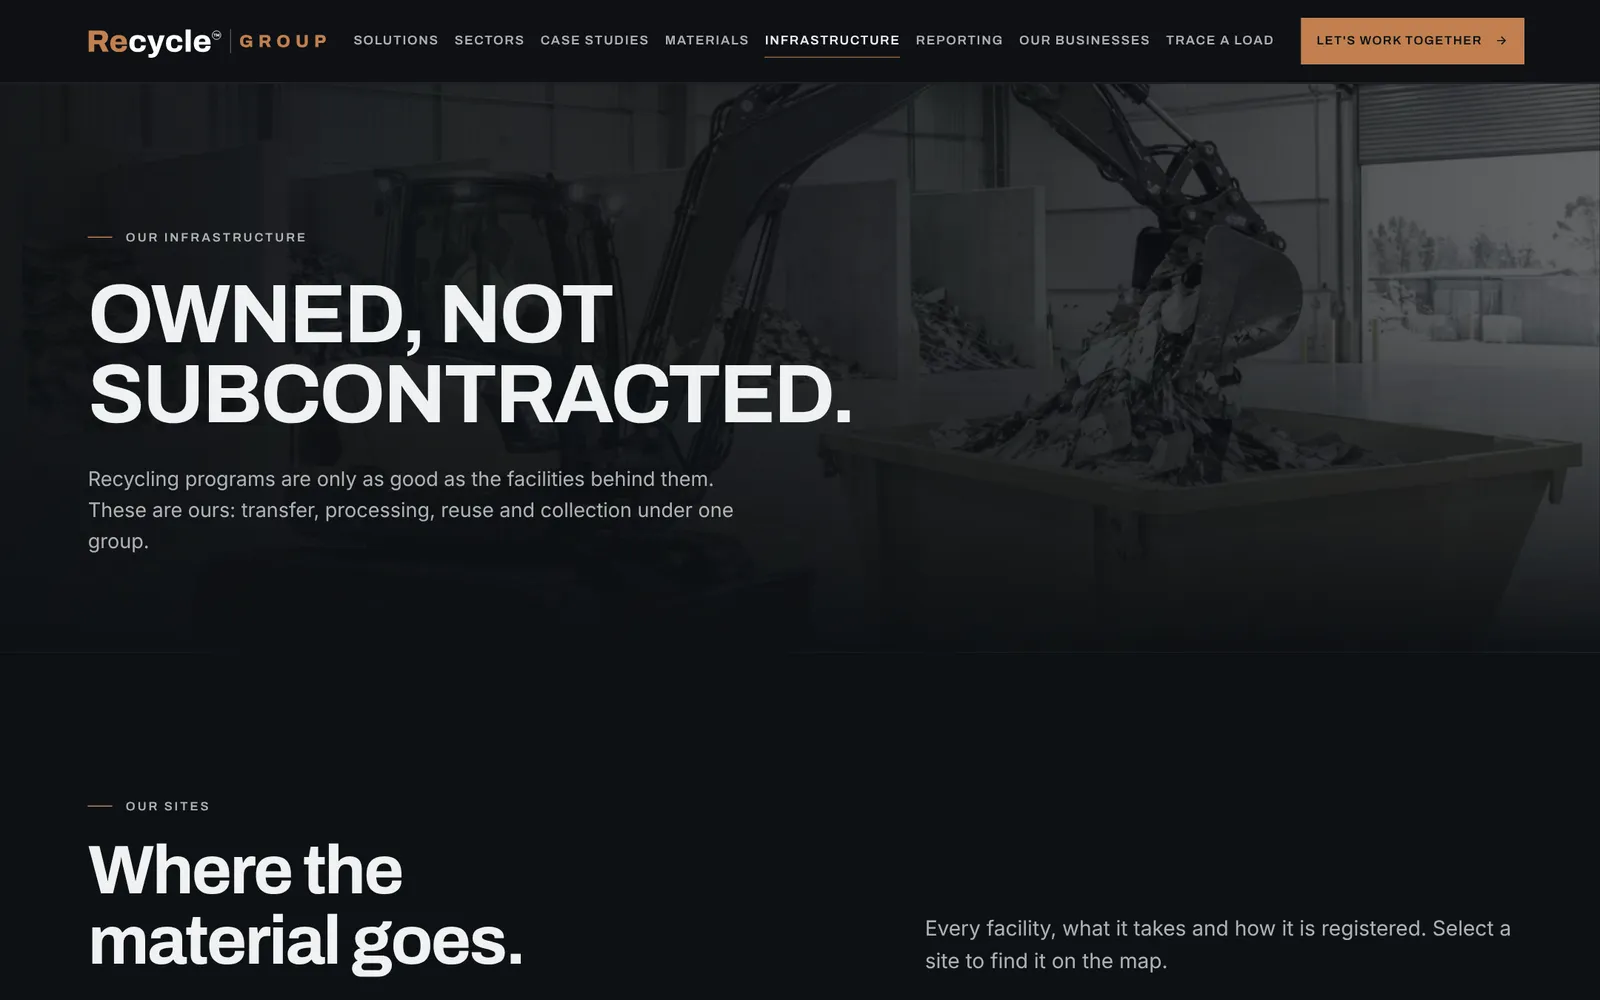 Recycle™ GROUP
SOLUTIONS
SECTORS
CASE STUDIES
MATERIALS
INFRASTRUCTURE
REPORTING
OUR BUSINESSES
TRACE A LOAD
LET'S WORK TOGETHER →
OUR INFRASTRUCTURE
OWNED, NOT
SUBCONTRACTED.
Recycling programs are only as good as the facilities behind them.
These are ours: transfer, processing, reuse and collection under one
group.
OUR SITES
Where the
material goes.
Every facility, what it takes and how it is registered. Select a
site to find it on the map.